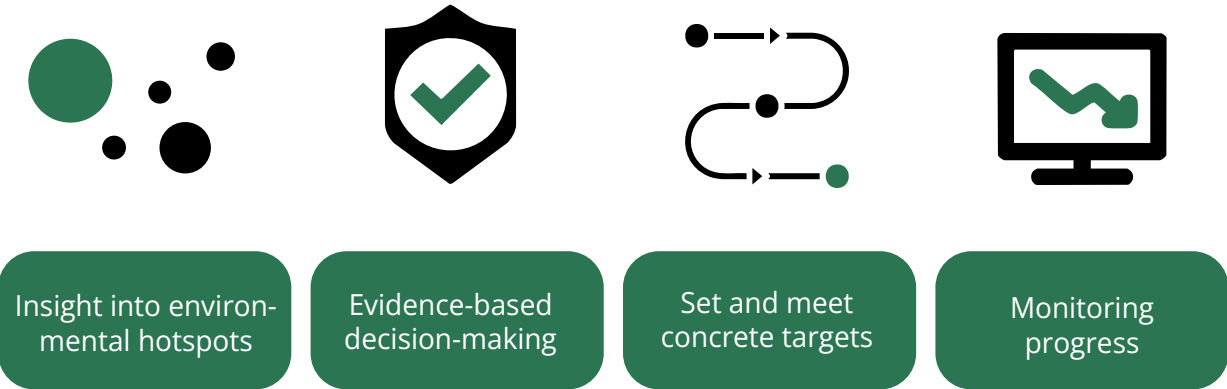 Insight into environ-
mental hotspots
Evidence-based
decision-making
Set and meet
concrete targets
Monitoring
progress